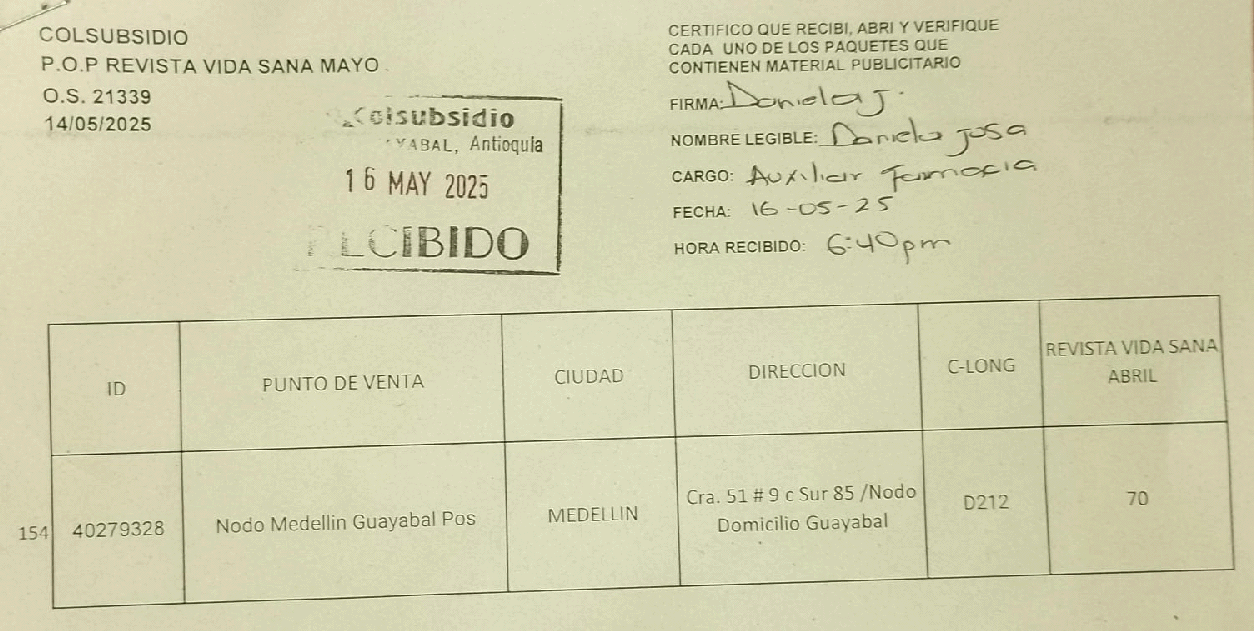 COLSUBSIDIO
P.O.P REVISTA VIDA SANA MAYO
O.S. 21339
14/05/2025
Colsubsidio
YABAL, Antioquia
16 MAY 2025
RECIBIDO
CERTIFICO QUE RECIBI, ABRI Y VERIFIQUE
CADA UNO DE LOS PAQUETES QUE
CONTIENEN MATERIAL PUBLICITARIO
FIRMA: Daniela J.
NOMBRE LEGIBLE: Daniela Josa
CARGO: Auxiliar farmacia
FECHA: 16-05-25
HORA RECIBIDO: 6:40pm
ID
PUNTO DE VENTA
CIUDAD
DIRECCION
C-LONG
REVISTA VIDA SANA
ABRIL
154
40279328
Nodo Medellin Guayabal Pos
MEDELLIN
Cra. 51 # 9 c Sur 85 /Nodo
Domicilio Guayabal
D212
70